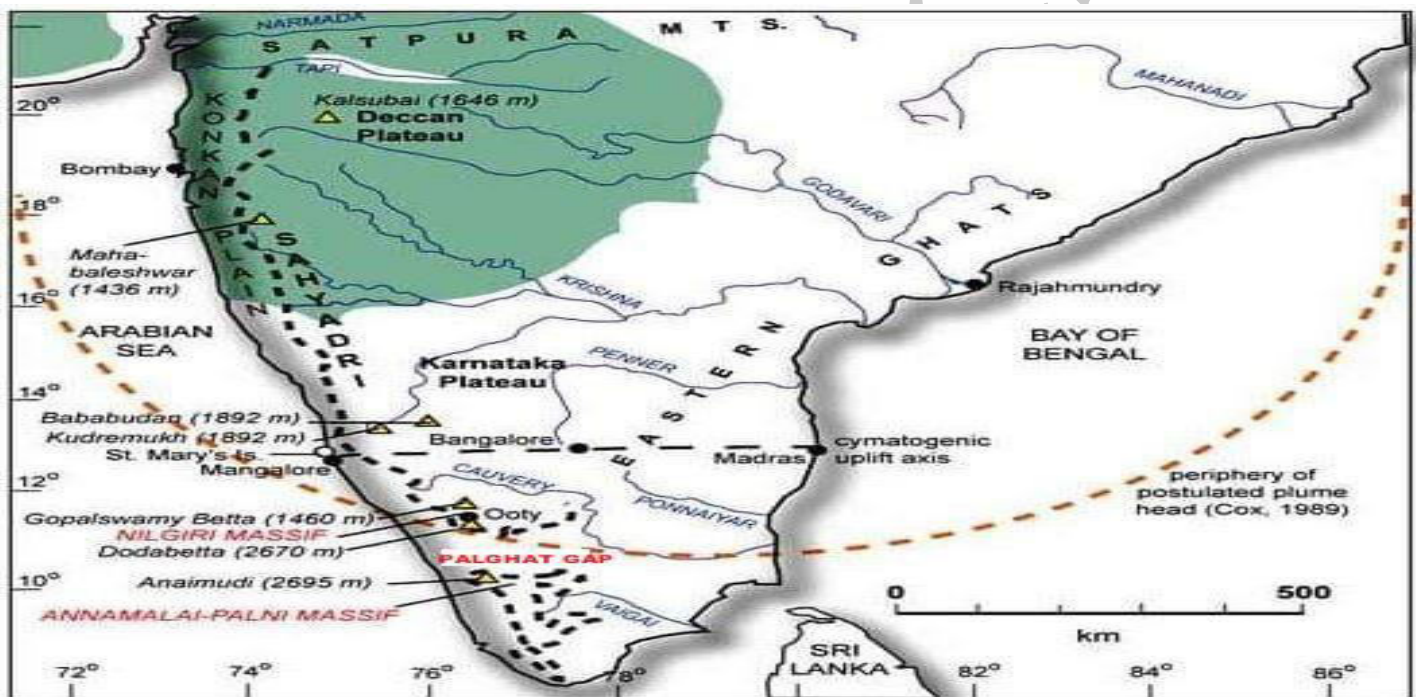 NARMADA
SATPURA MTS.
TAPI
MAHANADI
20°
Kalsubai (1646 m)
Deccan
Plateau
KONKAN PLAIN
Bombay
GODAVARI
18°
GHATS
SAHYADRI
Maha-
baleshwar
(1436 m)
KRISHNA
Rajahmundry
16°
ARABIAN
SEA
BAY OF
BENGAL
EASTERN
PENNER
Karnataka
Plateau
14°
Bababudan (1892 m)
Kudremukh (1892 m)
St. Mary's Is.
Mangalore
Bangalore
Madras
cymatogenic
uplift axis
12°
CAUVERY
PONNAIYAR
periphery of
postulated plume
head (Cox, 1989)
Gopalswamy Betta (1460 m)
Ooty
NILGIRI MASSIF
Dodabetta (2670 m)
PALGHAT GAP
10°
Anaimudi (2695 m)
ANNAMALAI-PALNI MASSIF
VAIGAI
0 500
km
SRI
LANKA
72° 74° 76° 78° 82° 84° 86°